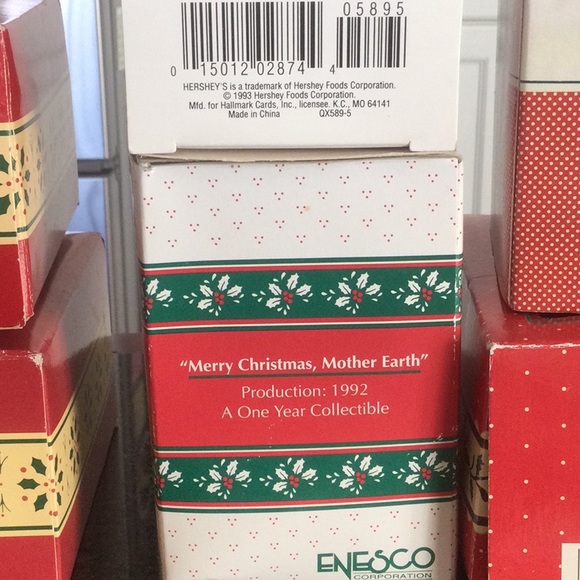 05895
0 15012 02874 4
HERSHEY'S is a trademark of Hershey Foods Corporation.
© 1993 Hershey Foods Corporation.
Mfd. for Hallmark Cards, Inc., licensee. K.C., MO 64141
Made in China QX589-5
"Merry Christmas, Mother Earth"
Production: 1992
A One Year Collectible
ENESCO
CORPORATION